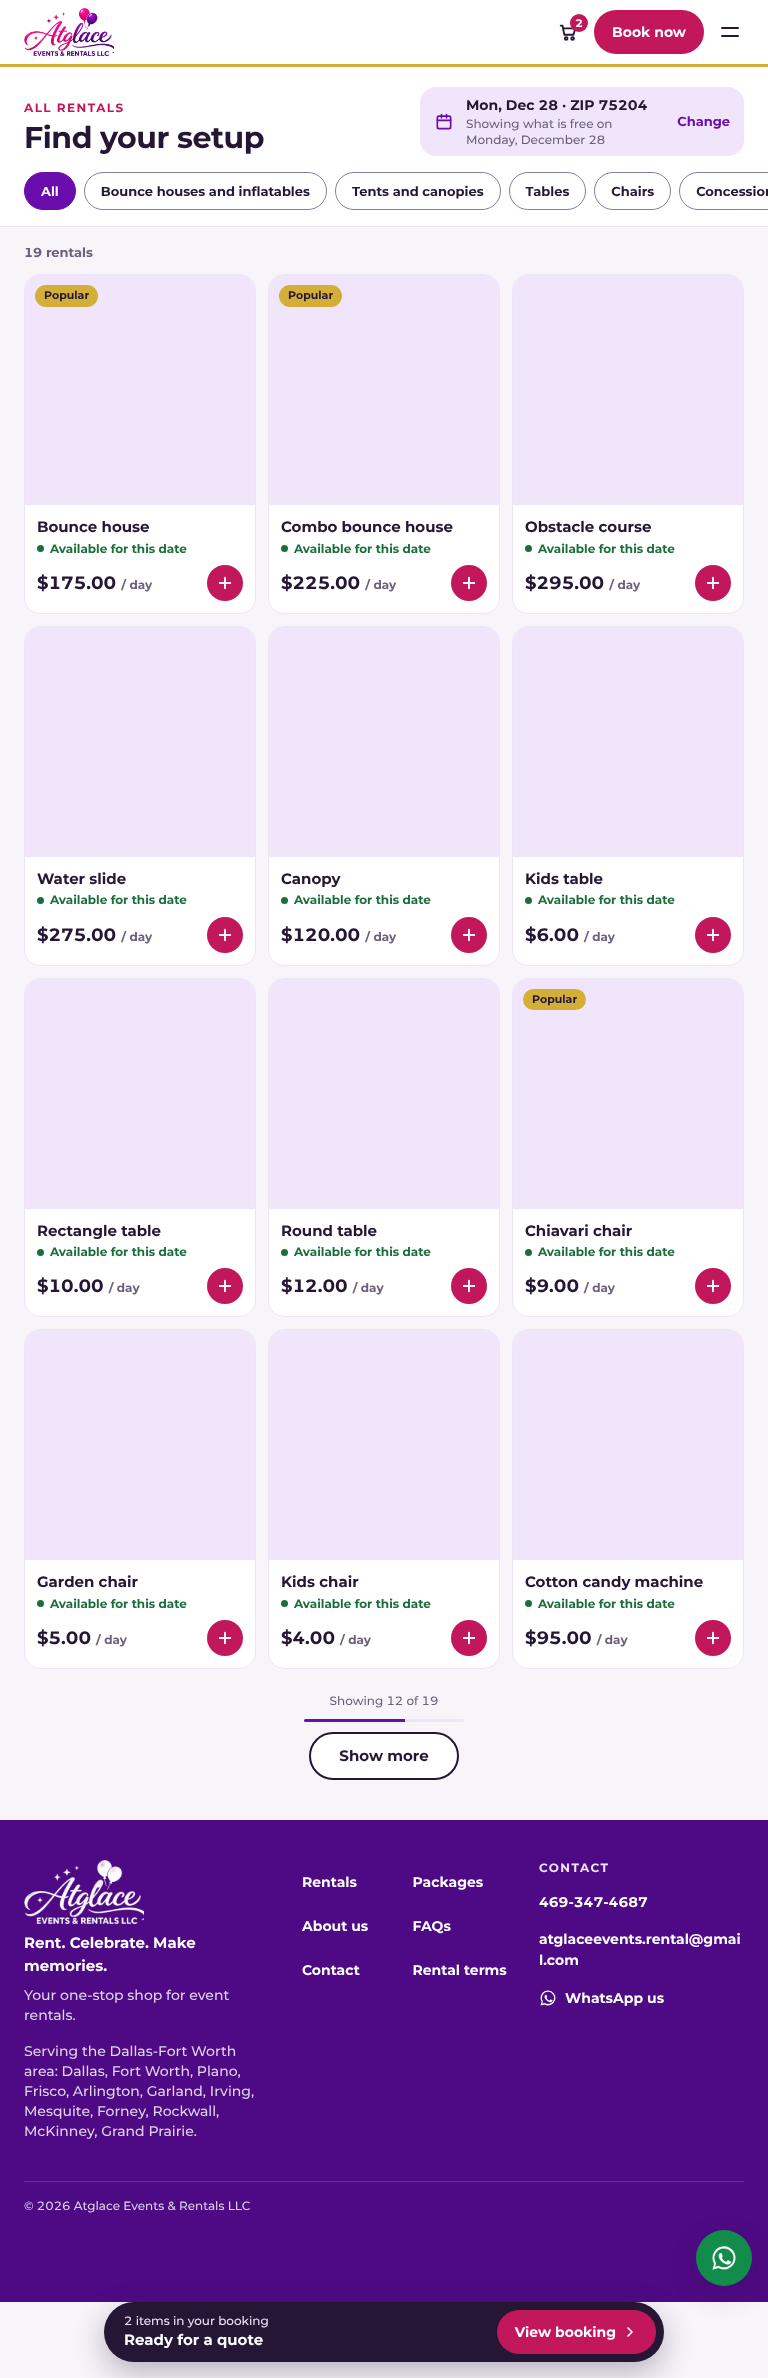 Atglace
EVENTS & RENTALS LLC
2
Book now
ALL RENTALS
Find your setup
Mon, Dec 28 · ZIP 75204
Showing what is free on
Monday, December 28
Change
All
Bounce houses and inflatables
Tents and canopies
Tables
Chairs
Concession
19 rentals
Popular
Popular
Bounce house
Available for this date
$175.00 / day
Combo bounce house
Available for this date
$225.00 / day
Obstacle course
Available for this date
$295.00 / day
Water slide
Available for this date
$275.00 / day
Canopy
Available for this date
$120.00 / day
Kids table
Available for this date
$6.00 / day
Popular
Rectangle table
Available for this date
$10.00 / day
Round table
Available for this date
$12.00 / day
Chiavari chair
Available for this date
$9.00 / day
Garden chair
Available for this date
$5.00 / day
Kids chair
Available for this date
$4.00 / day
Cotton candy machine
Available for this date
$95.00 / day
Showing 12 of 19
Show more
Atglace
EVENTS & RENTALS LLC
Rent. Celebrate. Make
memories.
Your one-stop shop for event
rentals.
Serving the Dallas-Fort Worth
area: Dallas, Fort Worth, Plano,
Frisco, Arlington, Garland, Irving,
Mesquite, Forney, Rockwall,
McKinney, Grand Prairie.
Rentals
About us
Contact
Packages
FAQs
Rental terms
CONTACT
469-347-4687
atglaceevents.rental@gmai
l.com
WhatsApp us
© 2026 Atglace Events & Rentals LLC
2 items in your booking
Ready for a quote
View booking